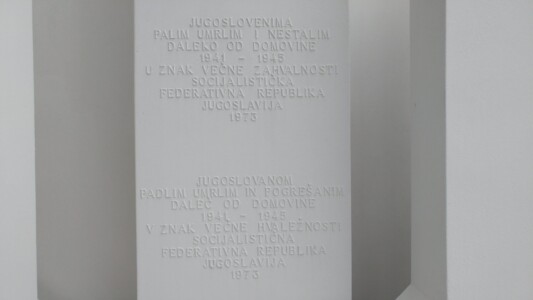 JUGOSLOVENIMA
PALIM UMRLIM I NESTALIM
DALEKO OD DOMOVINE
1941 - 1945
U ZNAK VEČNE ZAHVALNOSTI
SOCIJALISTIČKA
FEDERATIVNA REPUBLIKA
JUGOSLAVIJA
1973
JUGOSLOVANOM
PADLIM UMRLIM IN POGREŠANIM
DALEČ OD DOMOVINE
1941 - 1945
V ZNAK VEČNE HVALEŽNOSTI
SOCIALISTIČNA
FEDERATIVNA REPUBLIKA
JUGOSLAVIJA
1973